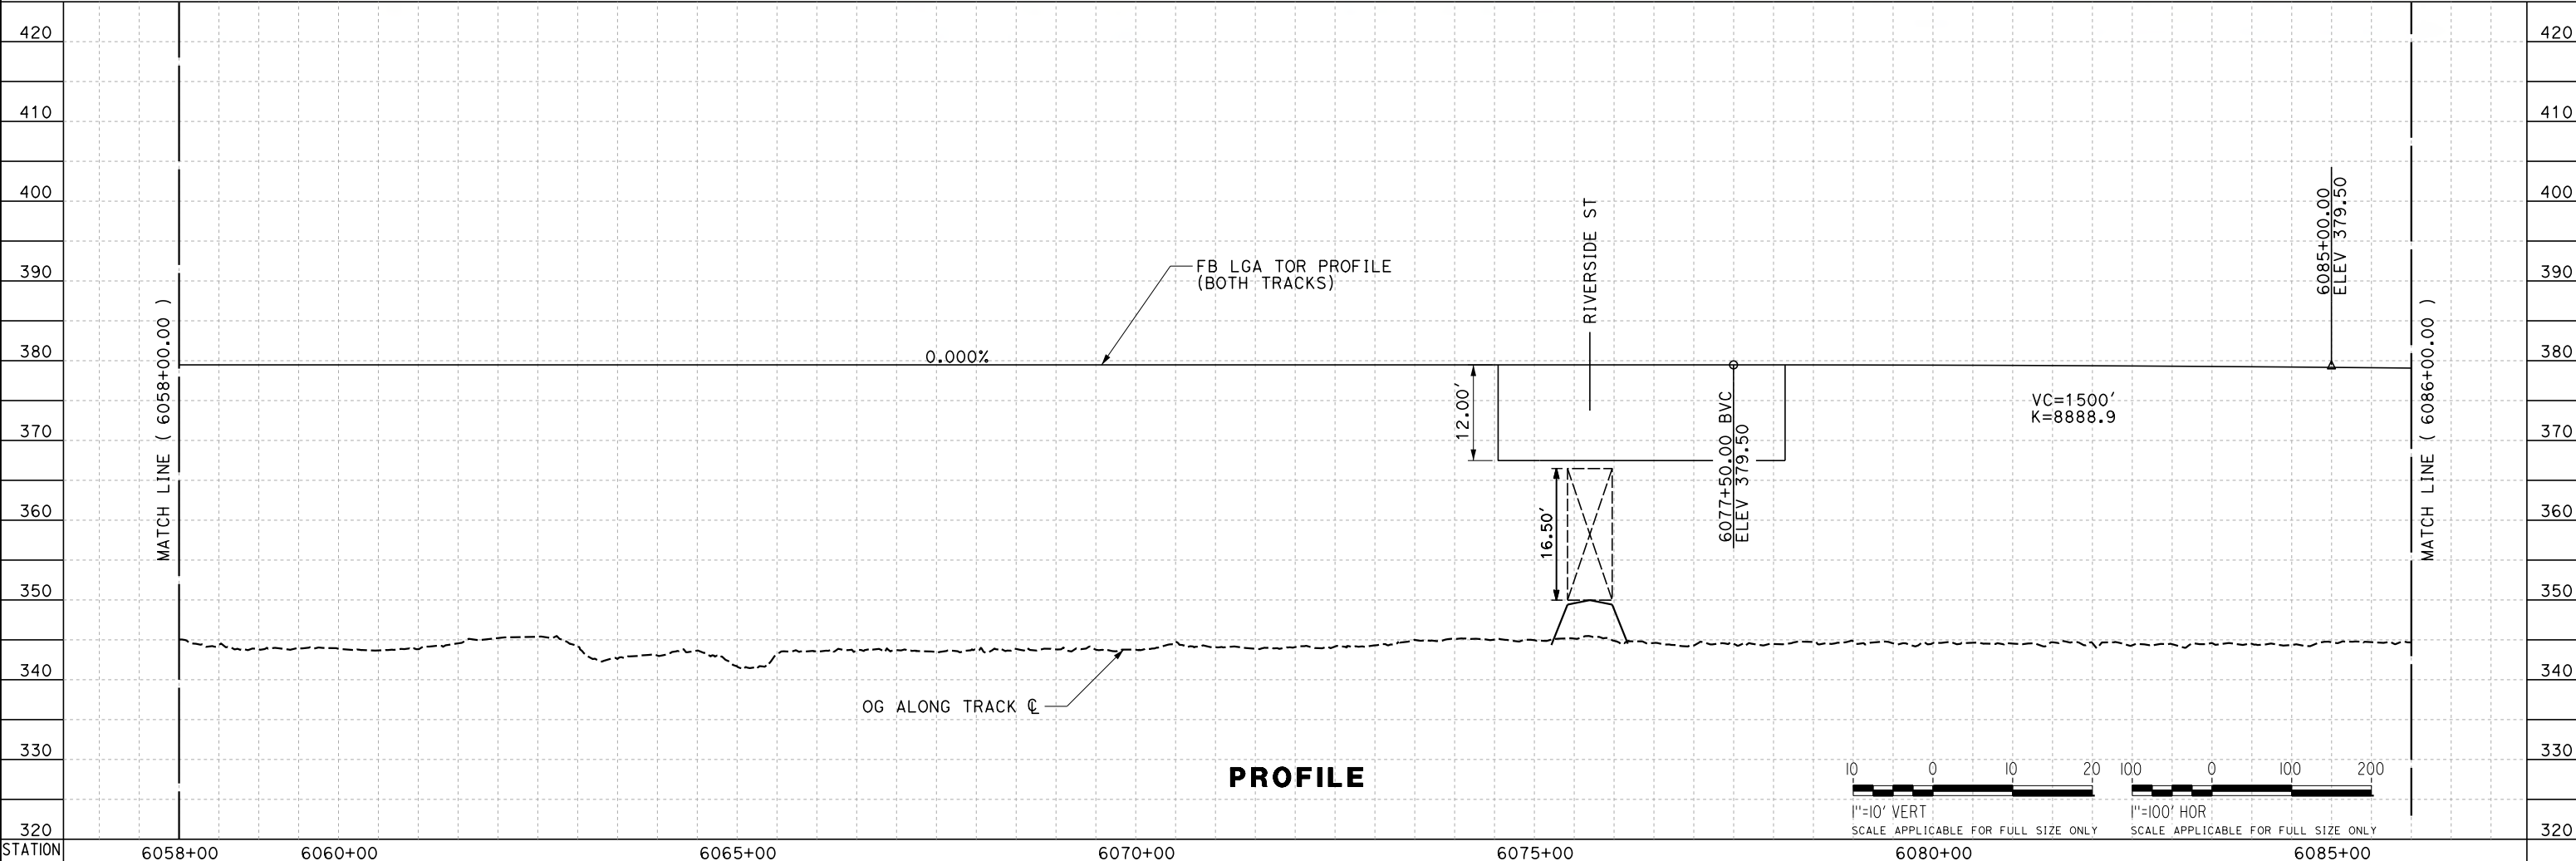 420
420
410
410
400
400
390
390
380
380
370
370
360
360
350
350
340
340
330
330
320
320
MATCH LINE ( 6058+00.00 )
0.000%
FB LGA TOR PROFILE
(BOTH TRACKS)
RIVERSIDE ST
12.00'
16.50'
6077+50.00 BVC
ELEV 379.50
VC=1500'
K=8888.9
6085+00.00
ELEV 379.50
MATCH LINE ( 6086+00.00 )
OG ALONG TRACK ℄
PROFILE
10 0 10 20
1"=10' VERT
SCALE APPLICABLE FOR FULL SIZE ONLY
100 0 100 200
1"=100' HOR
SCALE APPLICABLE FOR FULL SIZE ONLY
STATION 6058+00 6060+00 6065+00 6070+00 6075+00 6080+00 6085+00